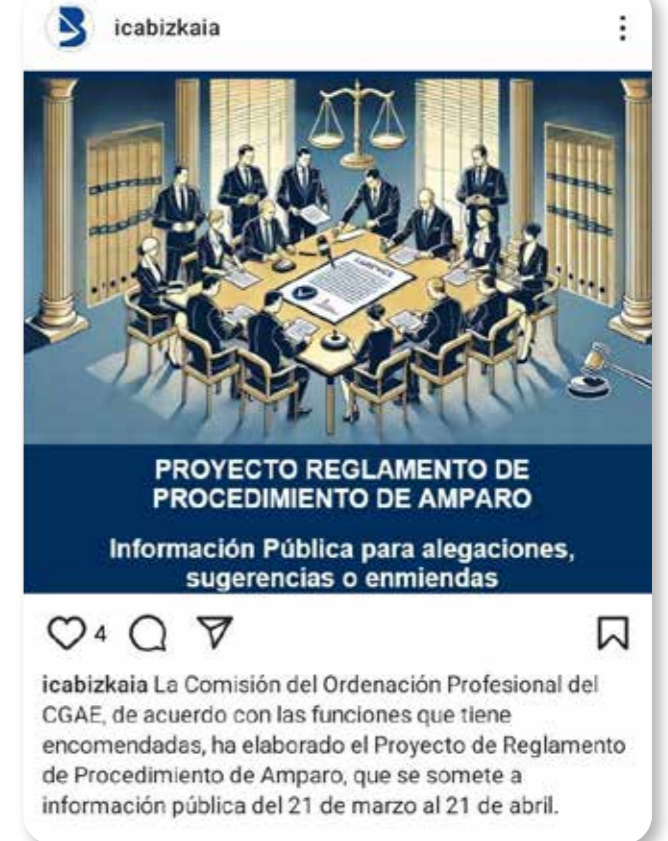 icabizkaia
PROYECTO REGLAMENTO DE
PROCEDIMIENTO DE AMPARO
Información Pública para alegaciones,
sugerencias o enmiendas
4
icabizkaia La Comisión del Ordenación Profesional del
CGAE, de acuerdo con las funciones que tiene
encomendadas, ha elaborado el Proyecto de Reglamento
de Procedimiento de Amparo, que se somete a
información pública del 21 de marzo al 21 de abril.